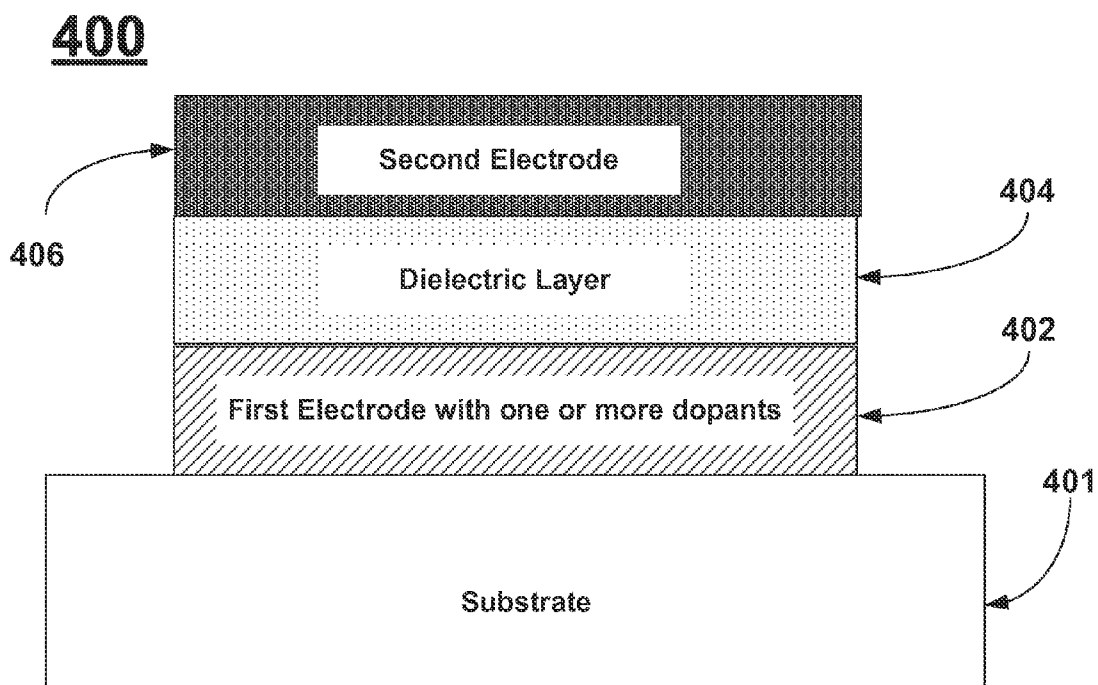 400
Second Electrode
404
406
Dielectric Layer
402
First Electrode with one or more dopants
401
Substrate